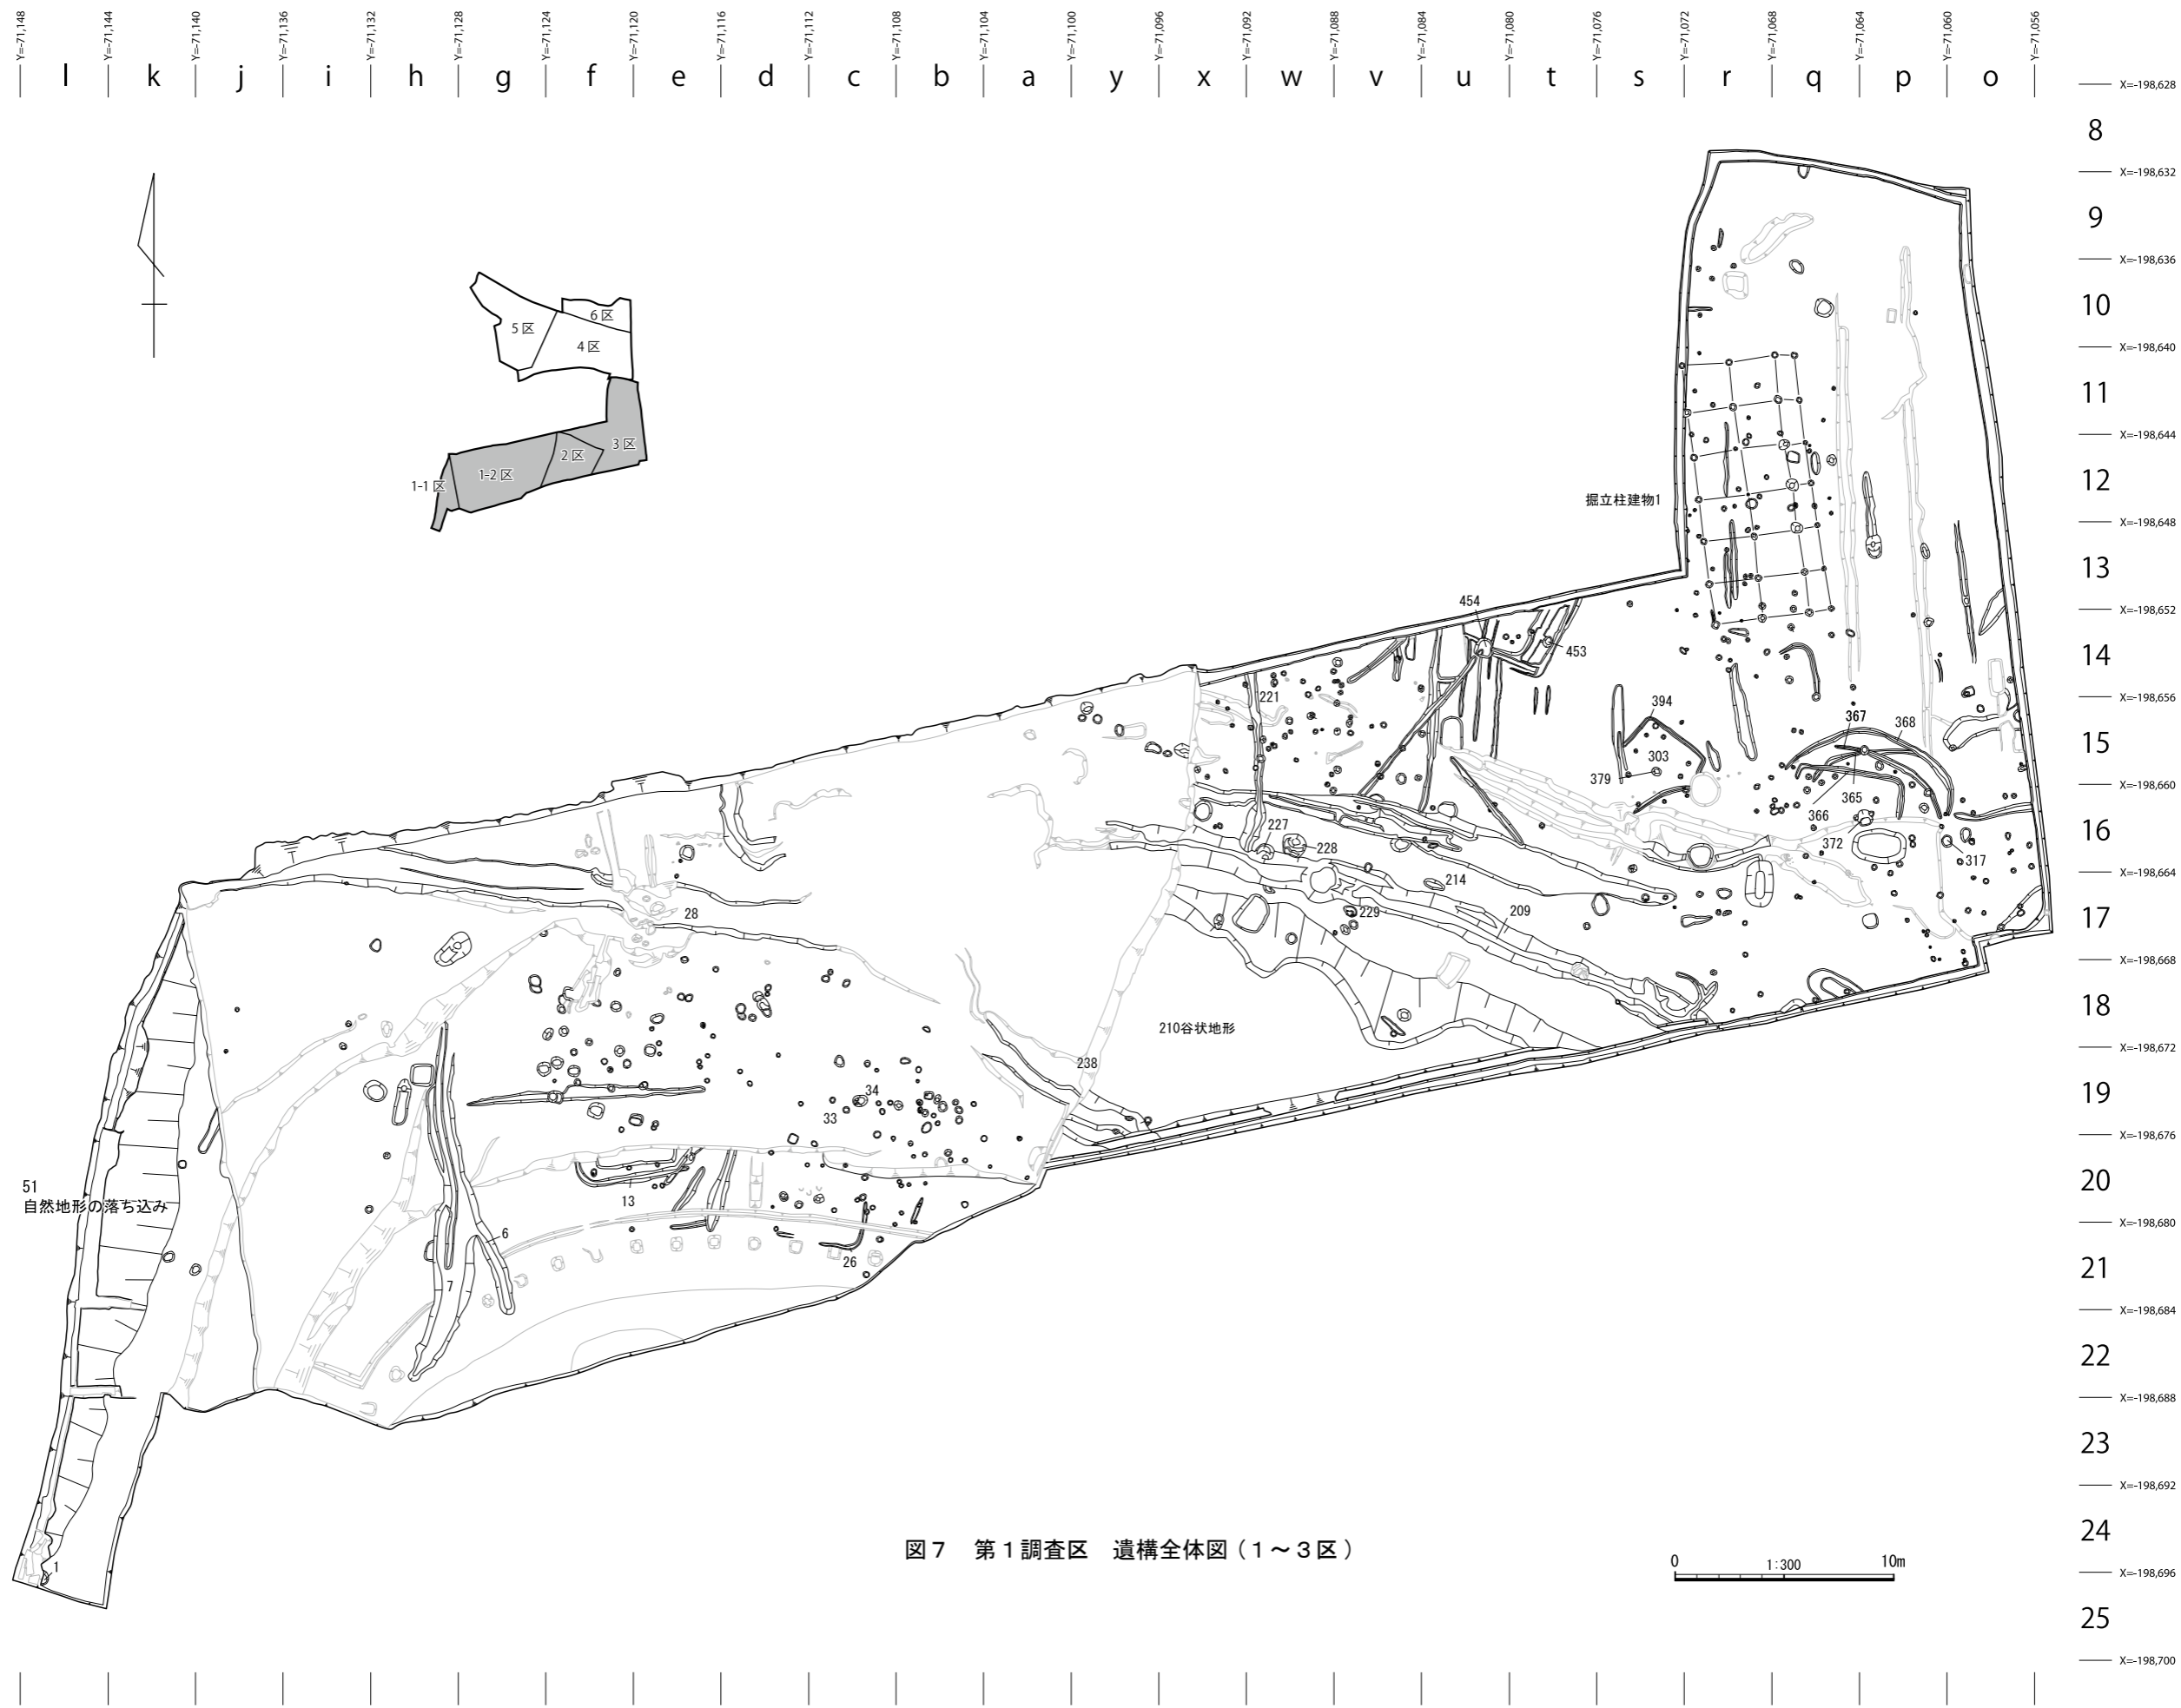 Y=-71,148
Y=-71,144
Y=-71,140
Y=-71,136
Y=-71,132
Y=-71,128
Y=-71,124
Y=-71,120
Y=-71,116
Y=-71,112
Y=-71,108
Y=-71,104
Y=-71,100
Y=-71,096
Y=-71,092
Y=-71,088
Y=-71,084
Y=-71,080
Y=-71,076
Y=-71,072
Y=-71,068
Y=-71,064
Y=-71,060
Y=-71,056
l k j i h g f e d c b a y x w v u t s r q p o
X=-198,628
8
X=-198,632
9
X=-198,636
10
X=-198,640
11
X=-198,644
12
X=-198,648
13
X=-198,652
14
X=-198,656
15
X=-198,660
16
X=-198,664
17
X=-198,668
18
X=-198,672
19
X=-198,676
20
X=-198,680
21
X=-198,684
22
X=-198,688
23
X=-198,692
24
X=-198,696
25
X=-198,700
5区
6区
4区
3区
2区
1-2区
1-1区
掘立柱建物1
454
453
221
394
303
379
367
368
366
365
372
317
227
228
214
229
209
210谷状地形
238
28
34
33
13
6
7
26
51
自然地形の落ち込み
1
図7 第1調査区 遺構全体図(1～3区)
0 1:300 10m